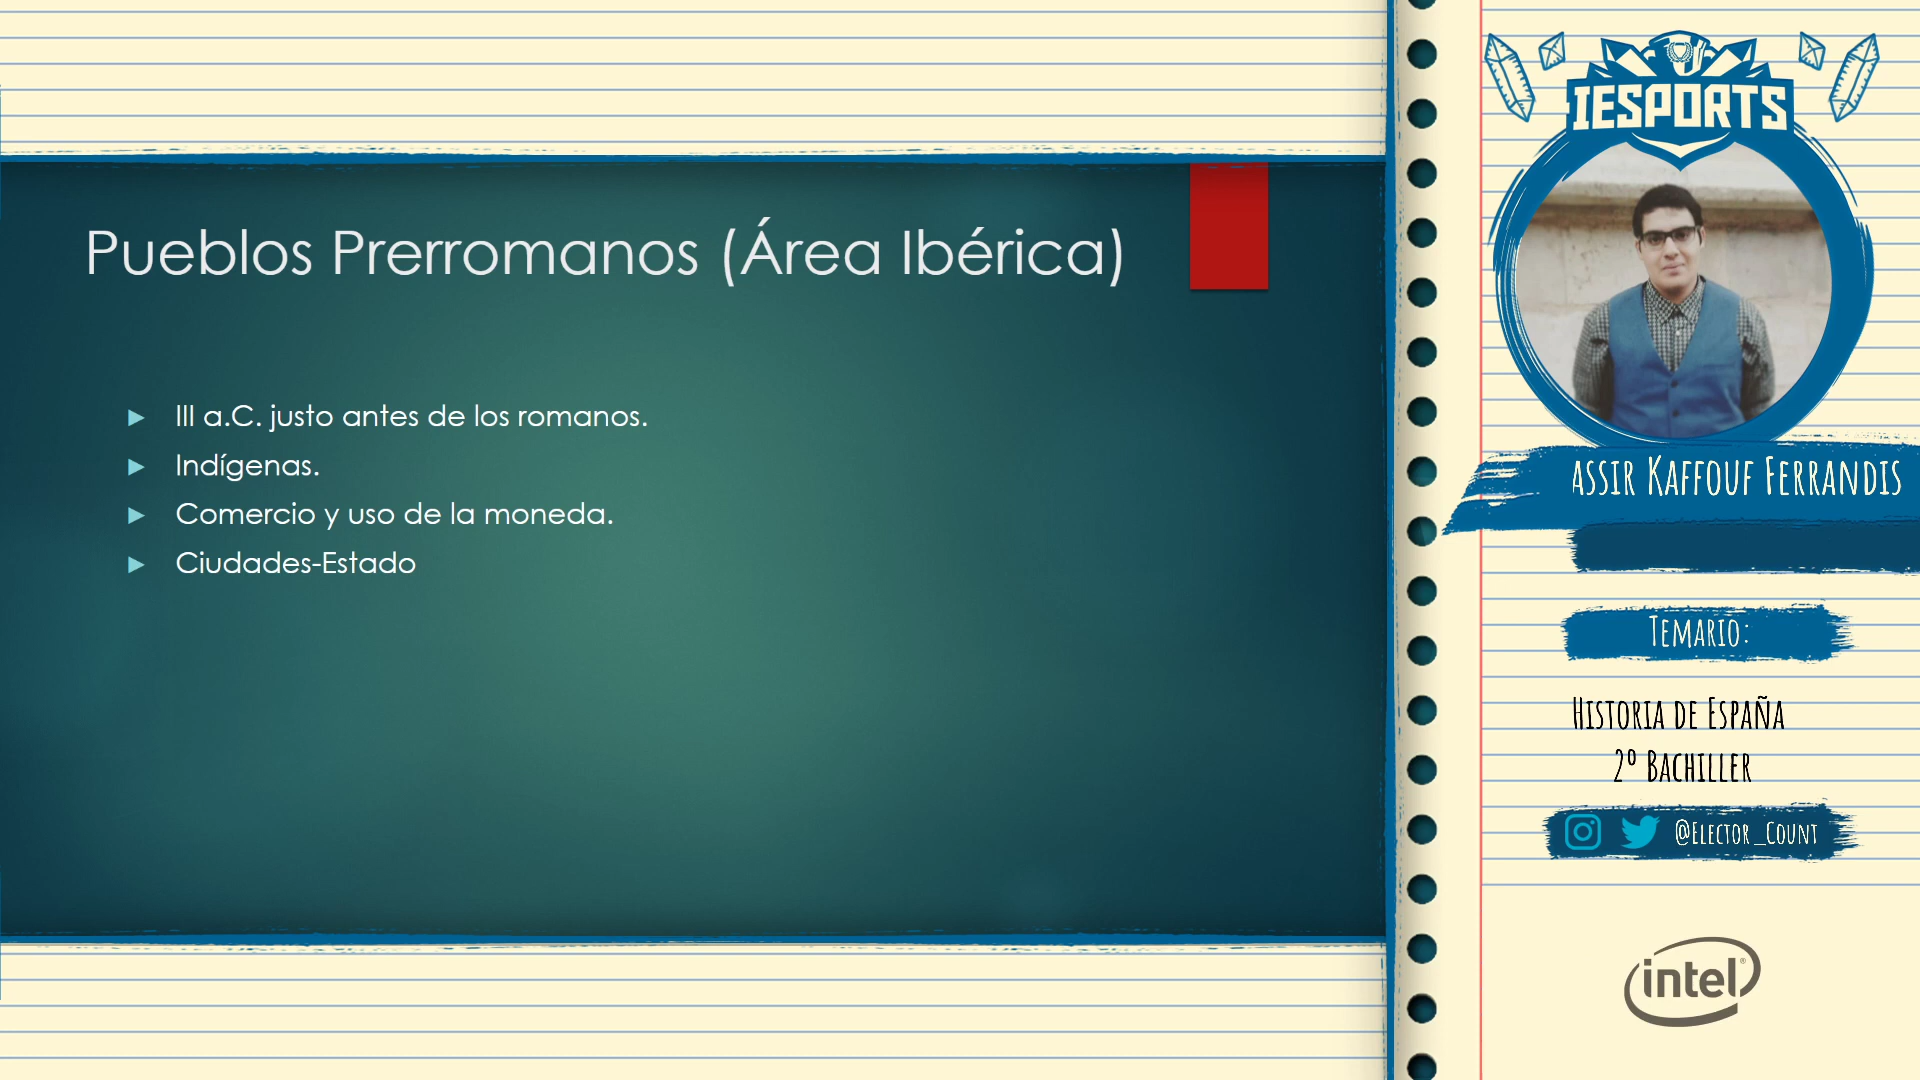 Pueblos Prerromanos (Área Ibérica)
III a.C. justo antes de los romanos.
Indígenas.
Comercio y uso de la moneda.
Ciudades-Estado
IESPORTS
ASSIR KAFFOUF FERRANDIS
TEMARIO:
HISTORIA DE ESPAÑA
2º BACHILLER
@ELECTOR_COUNT
intel®